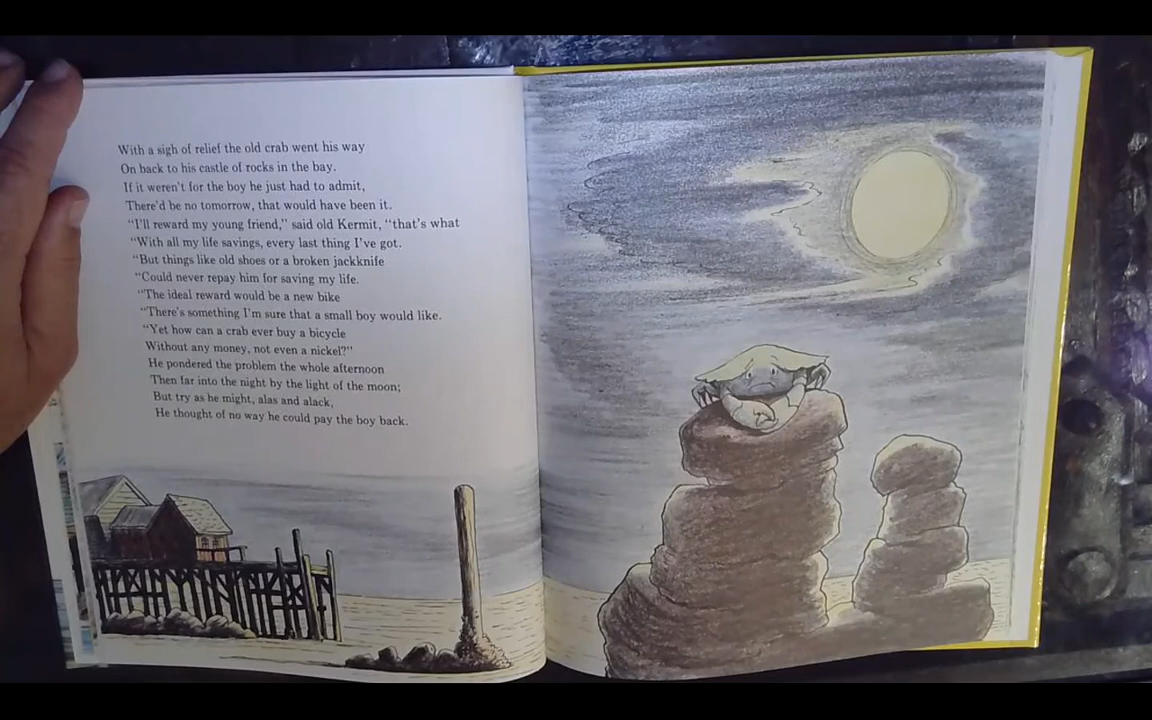 With a sigh of relief the old crab went his way
On back to his castle of rocks in the bay.
If it weren't for the boy he just had to admit,
There'd be no tomorrow, that would have been it.
"I'll reward my young friend," said old Kermit, "that's what
"With all my life savings, every last thing I've got.
"But things like old shoes or a broken jackknife
"Could never repay him for saving my life.
"The ideal reward would be a new bike
"There's something I'm sure that a small boy would like.
"Yet how can a crab ever buy a bicycle
Without any money, not even a nickel?"
He pondered the problem the whole afternoon
Then far into the night by the light of the moon;
But try as he might, alas and alack,
He thought of no way he could pay the boy back.